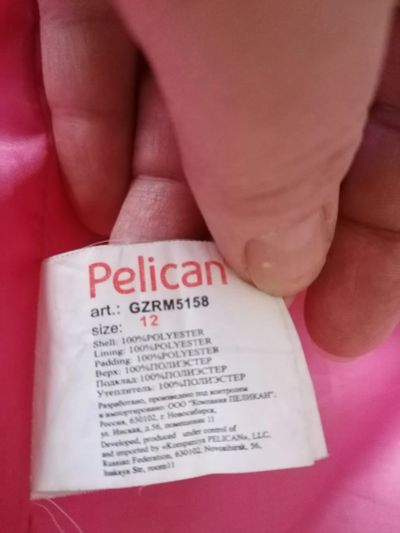 Pelican
art.: GZRM5158
size: 12
Shell: 100%POLYESTER
Lining: 100%POLYESTER
Padding: 100%POLYESTER
Верх: 100%ПОЛИЭСТЕР
Подклад: 100%ПОЛИЭСТЕР
Утеплитель: 100%ПОЛИЭСТЕР
Разработано, произведено под контролем
и импортировано: ООО "Компания ПЕЛИКАН",
Россия, 630102, г. Новосибирск,
ул. Инская, д.56, помещение 11
Developed, produced under control of
and imported by «Kompaniya PELICAN», LLC,
Russian Federation, 630102, Novosibirsk, 56,
Inskaya Str, room11